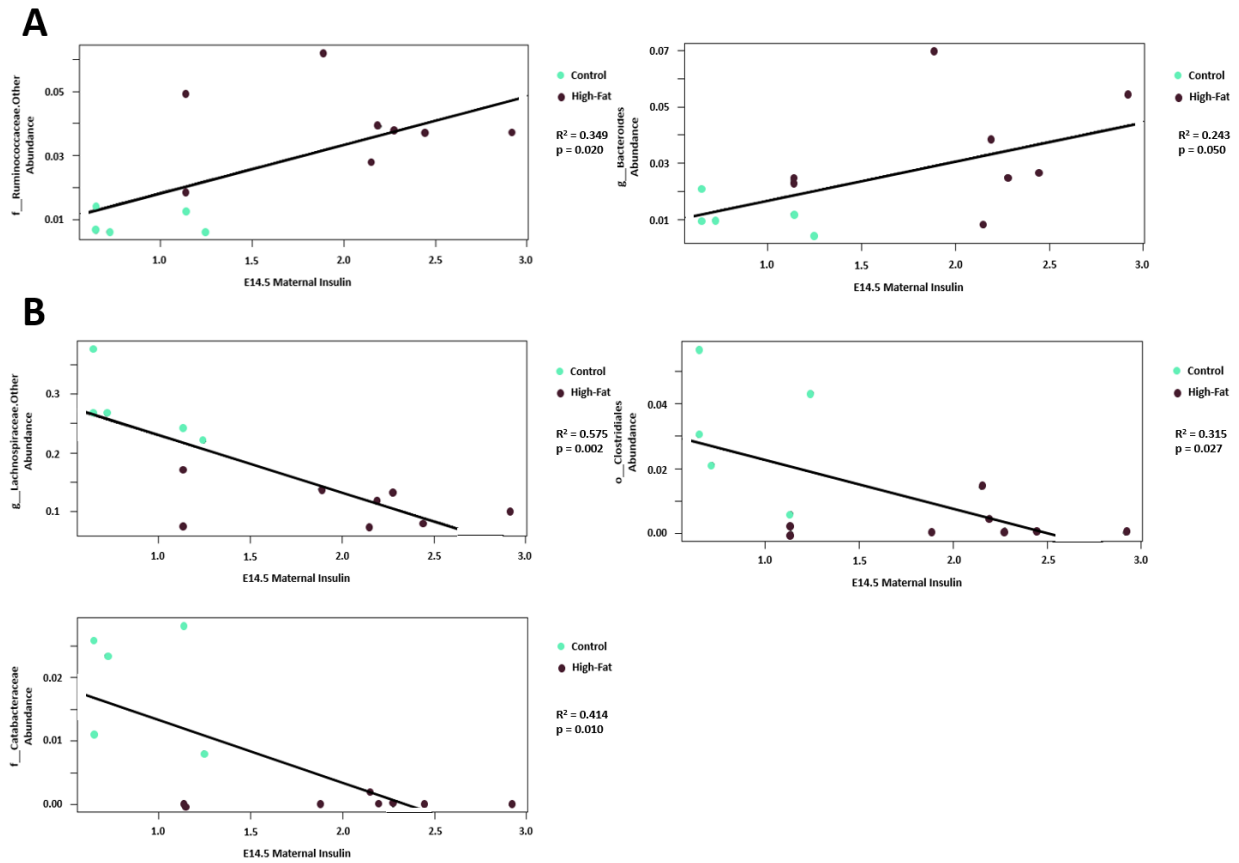 A
f__Ruminococcaceae.Other
Abundance
0.05
0.03
0.01
1.0 1.5 2.0 2.5 3.0
E14.5 Maternal Insulin
Control
High-Fat
R² = 0.349
p = 0.020
g__Bacteroides
Abundance
0.07
0.05
0.03
0.01
1.0 1.5 2.0 2.5 3.0
E14.5 Maternal Insulin
Control
High-Fat
R² = 0.243
p = 0.050
B
g__Lachnospiraceae.Other
Abundance
0.3
0.2
0.1
1.0 1.5 2.0 2.5 3.0
E14.5 Maternal Insulin
Control
High-Fat
R² = 0.575
p = 0.002
o__Clostridiales
Abundance
0.04
0.02
0.00
1.0 1.5 2.0 2.5 3.0
E14.5 Maternal Insulin
Control
High-Fat
R² = 0.315
p = 0.027
f__Catabacteraceae
Abundance
0.02
0.01
0.00
1.0 1.5 2.0 2.5 3.0
E14.5 Maternal Insulin
Control
High-Fat
R² = 0.414
p = 0.010